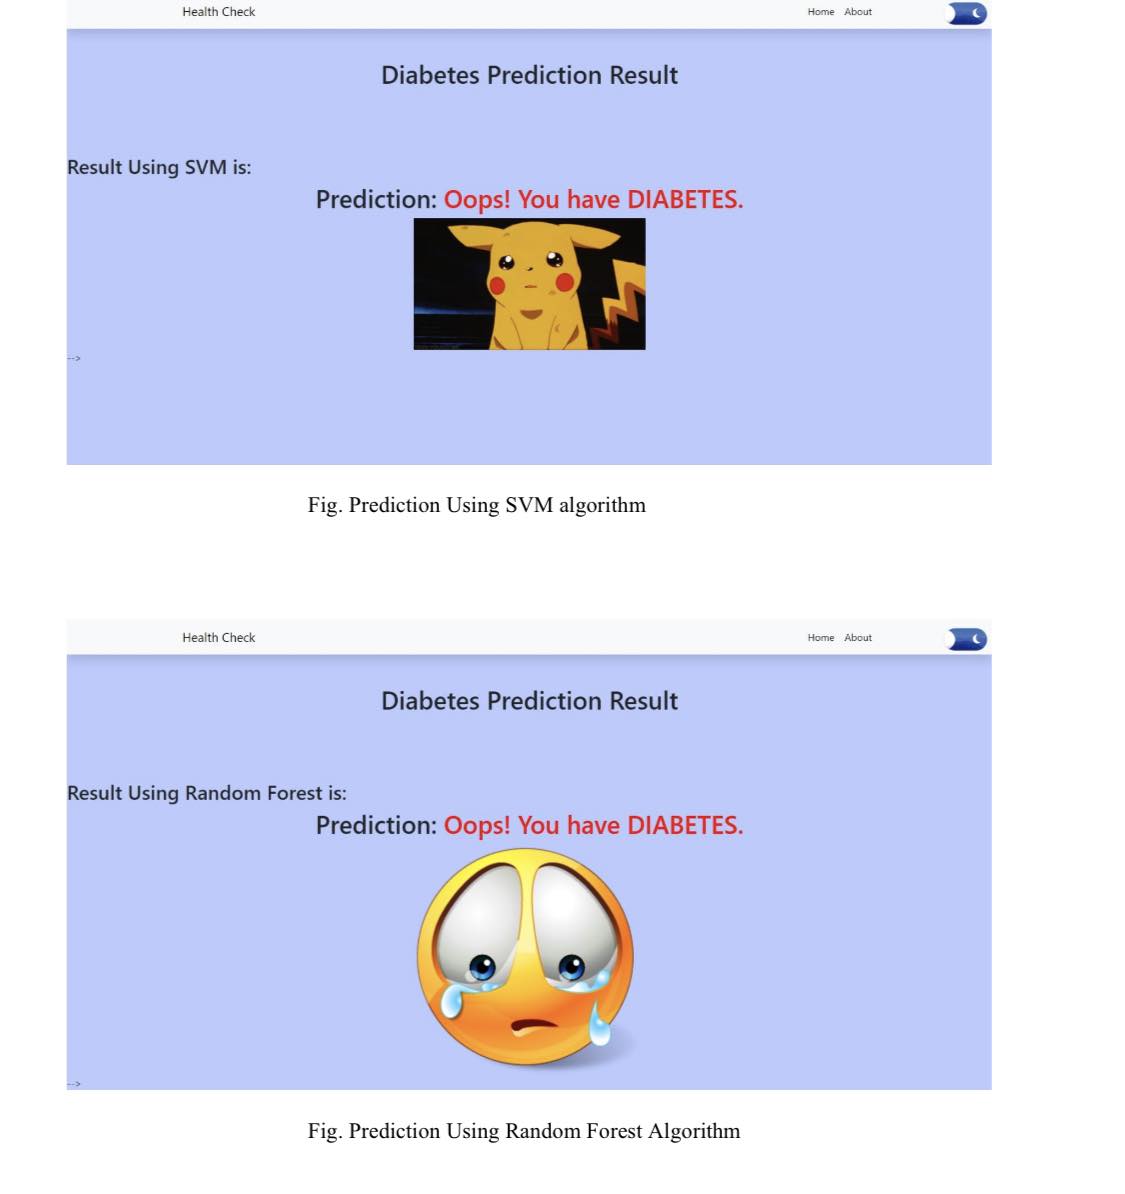 Health Check Home About
Diabetes Prediction Result
Result Using SVM is:
Prediction: Oops! You have DIABETES.
-->
Fig. Prediction Using SVM algorithm
Health Check Home About
Diabetes Prediction Result
Result Using Random Forest is:
Prediction: Oops! You have DIABETES.
-->
Fig. Prediction Using Random Forest Algorithm